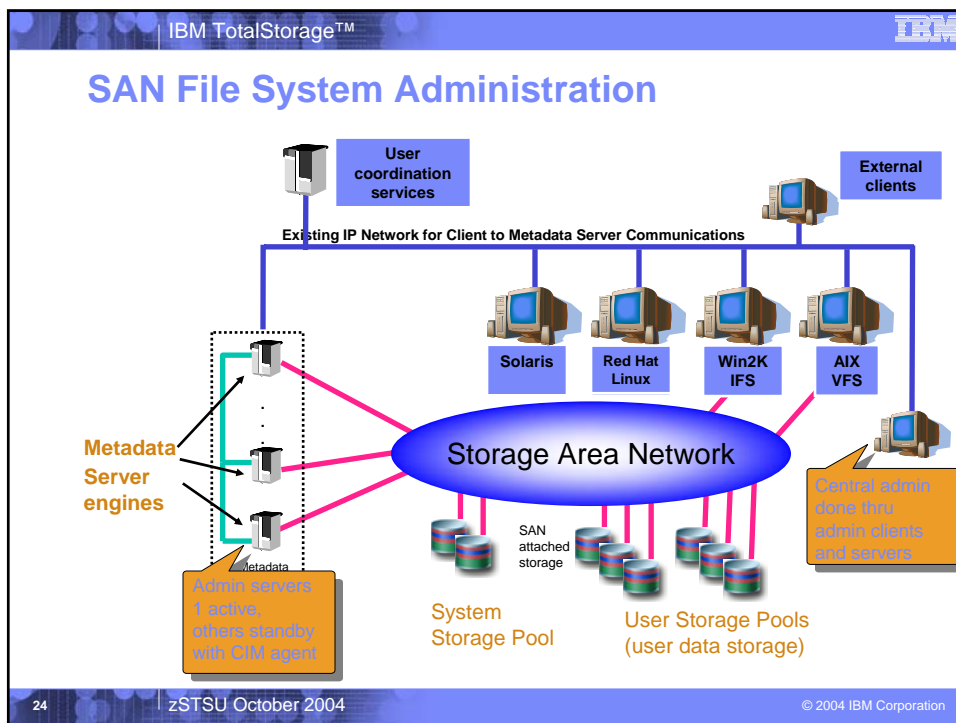 IBM TotalStorage™
IBM
SAN File System Administration
User
coordination
services
External
clients
Existing IP Network for Client to Metadata Server Communications
Solaris
Red Hat
Linux
Win2K
IFS
AIX
VFS
.
.
.
Metadata
Server
engines
Storage Area Network
Central admin
done thru
admin clients
and servers
SAN
attached
storage
Metadata
Admin servers
1 active,
others standby
with CIM agent
System
Storage Pool
User Storage Pools
(user data storage)
24
zSTSU October 2004
© 2004 IBM Corporation